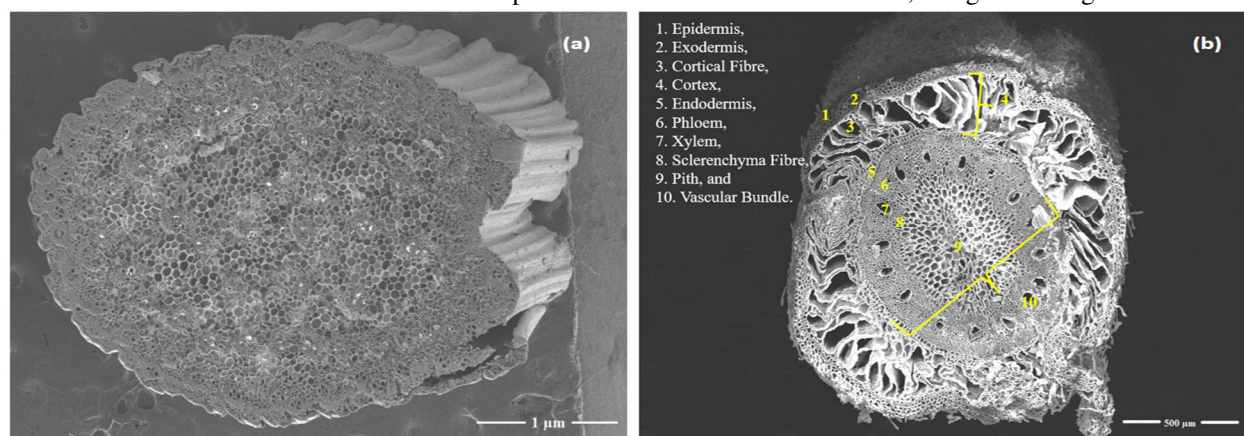 (a)
1 µm
1. Epidermis,
2. Exodermis,
3. Cortical Fibre,
4. Cortex,
5. Endodermis,
6. Phloem,
7. Xylem,
8. Sclerenchyma Fibre,
9. Pith, and
10. Vascular Bundle.
(b)
1
2
3
4
5
6
7
8
9
10
500 µm